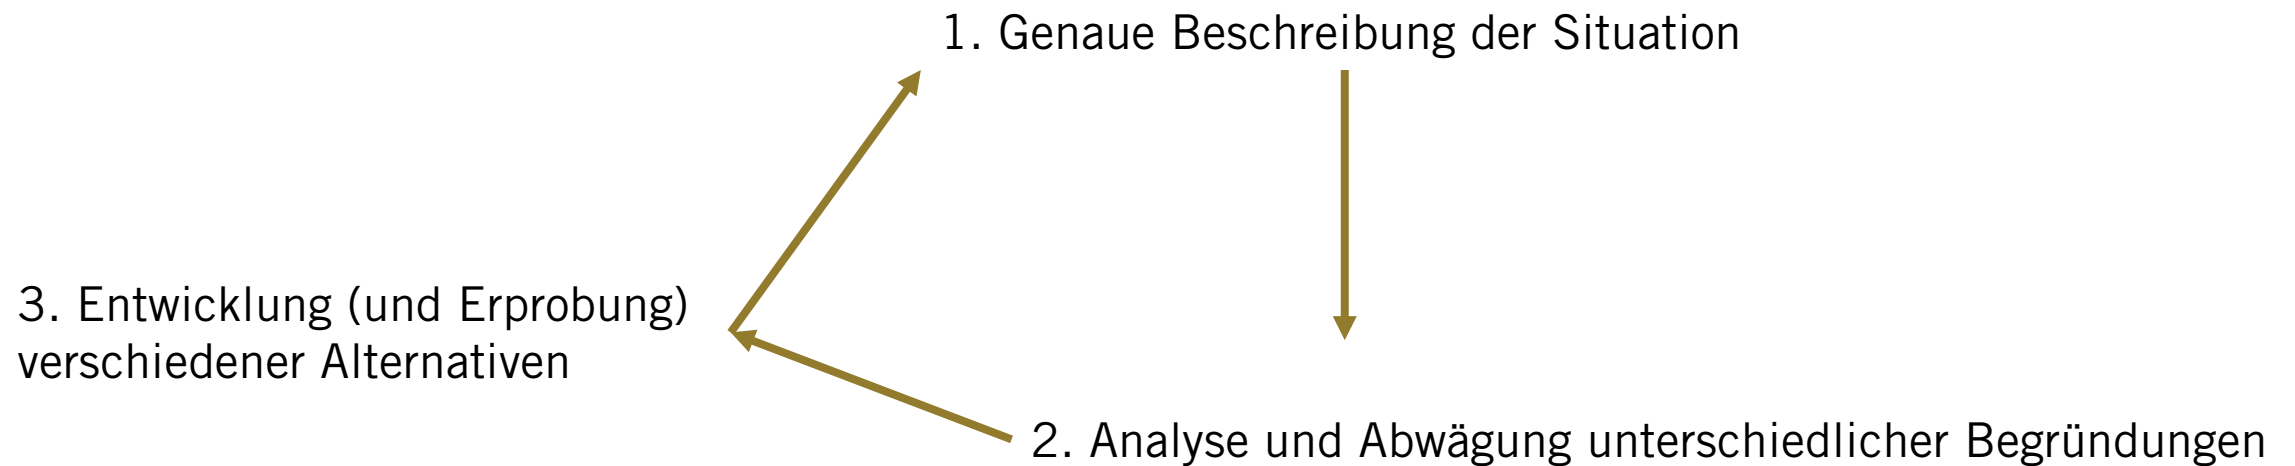 1. Genaue Beschreibung der Situation
3. Entwicklung (und Erprobung)
verschiedener Alternativen
2. Analyse und Abwägung unterschiedlicher Begründungen